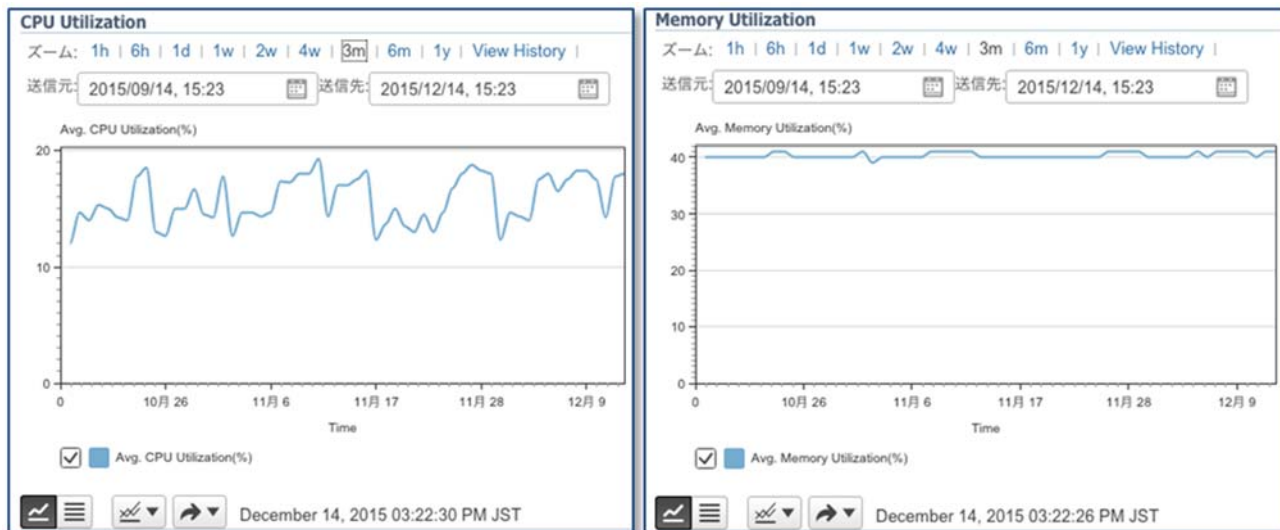 CPU Utilization
ズーム: 1h | 6h | 1d | 1w | 2w | 4w | 3m | 6m | 1y | View History |
送信元: 2015/09/14, 15:23 送信先: 2015/12/14, 15:23
Avg. CPU Utilization(%)
20
10
0
0 10月 26 11月 6 11月 17 11月 28 12月 9
Time
Avg. CPU Utilization(%)
December 14, 2015 03:22:30 PM JST
Memory Utilization
ズーム: 1h | 6h | 1d | 1w | 2w | 4w | 3m | 6m | 1y | View History |
送信元: 2015/09/14, 15:23 送信先: 2015/12/14, 15:23
Avg. Memory Utilization(%)
40
30
20
10
0
0 10月 26 11月 6 11月 17 11月 28 12月 9
Time
Avg. Memory Utilization(%)
December 14, 2015 03:22:26 PM JST